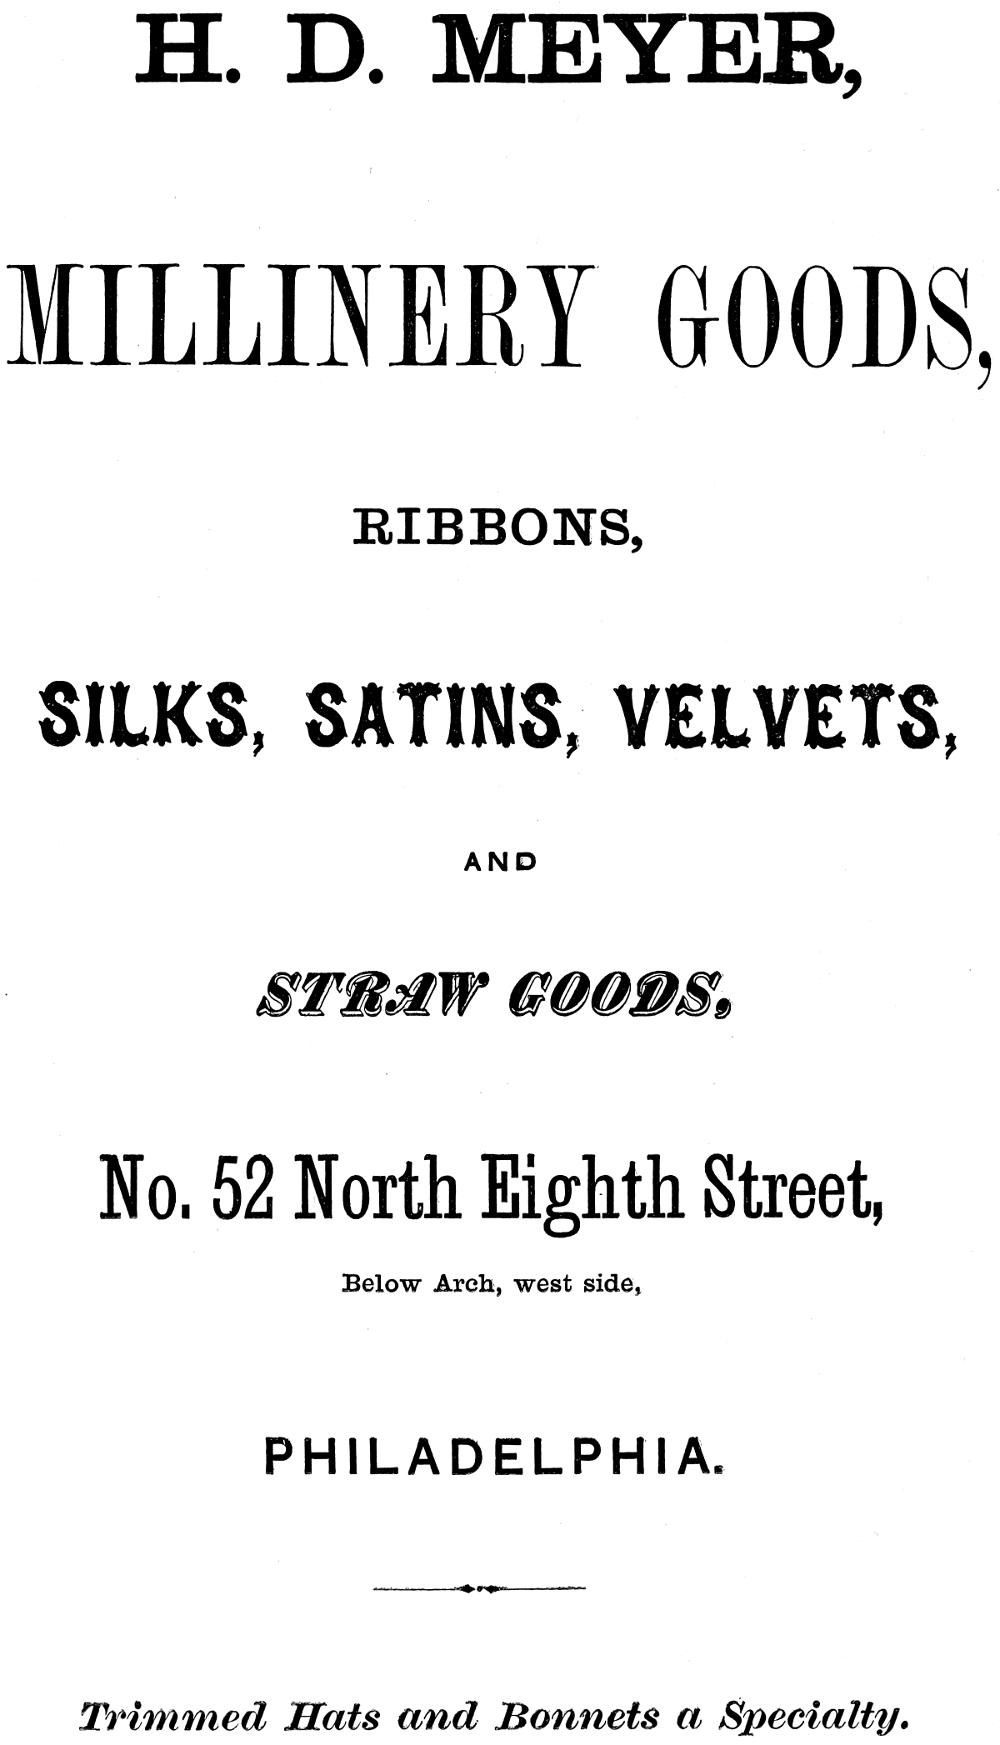 H. D. MEYER,
MILLINERY GOODS,
RIBBONS,
SILKS, SATINS, VELVETS,
AND
STRAW GOODS,
No. 52 North Eighth Street,
Below Arch, west side,
PHILADELPHIA.
Trimmed Hats and Bonnets a Specialty.